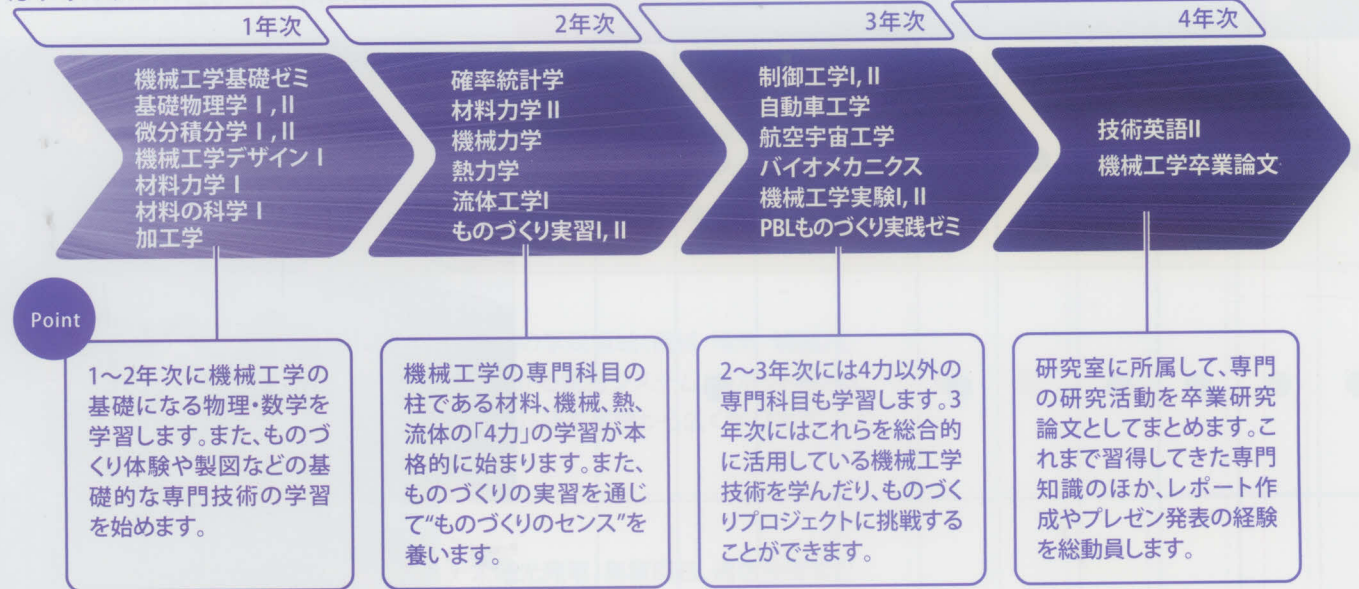 1年次
機械工学基礎ゼミ
基礎物理学Ⅰ,Ⅱ
微分積分学Ⅰ,Ⅱ
機械工学デザインⅠ
材料力学Ⅰ
材料の科学Ⅰ
加工学
2年次
確率統計学
材料力学Ⅱ
機械力学
熱力学
流体工学I
ものづくり実習I,Ⅱ
3年次
制御工学I,Ⅱ
自動車工学
航空宇宙工学
バイオメカニクス
機械工学実験I,Ⅱ
PBLものづくり実践ゼミ
4年次
技術英語II
機械工学卒業論文
Point
1〜2年次に機械工学の
基礎になる物理・数学を
学習します。また、ものづ
くり体験や製図などの基
礎的な専門技術の学習
を始めます。
機械工学の専門科目の
柱である材料、機械、熱、
流体の「4力」の学習が本
格的に始まります。また、
ものづくりの実習を通じ
て“ものづくりのセンス”を
養います。
2〜3年次には4力以外の
専門科目も学習します。3
年次にはこれらを総合的
に活用している機械工学
技術を学んだり、ものづく
りプロジェクトに挑戦する
ことができます。
研究室に所属して、専門
の研究活動を卒業研究
論文としてまとめます。こ
れまで習得してきた専門
知識のほか、レポート作
成やプレゼン発表の経験
を総動員します。